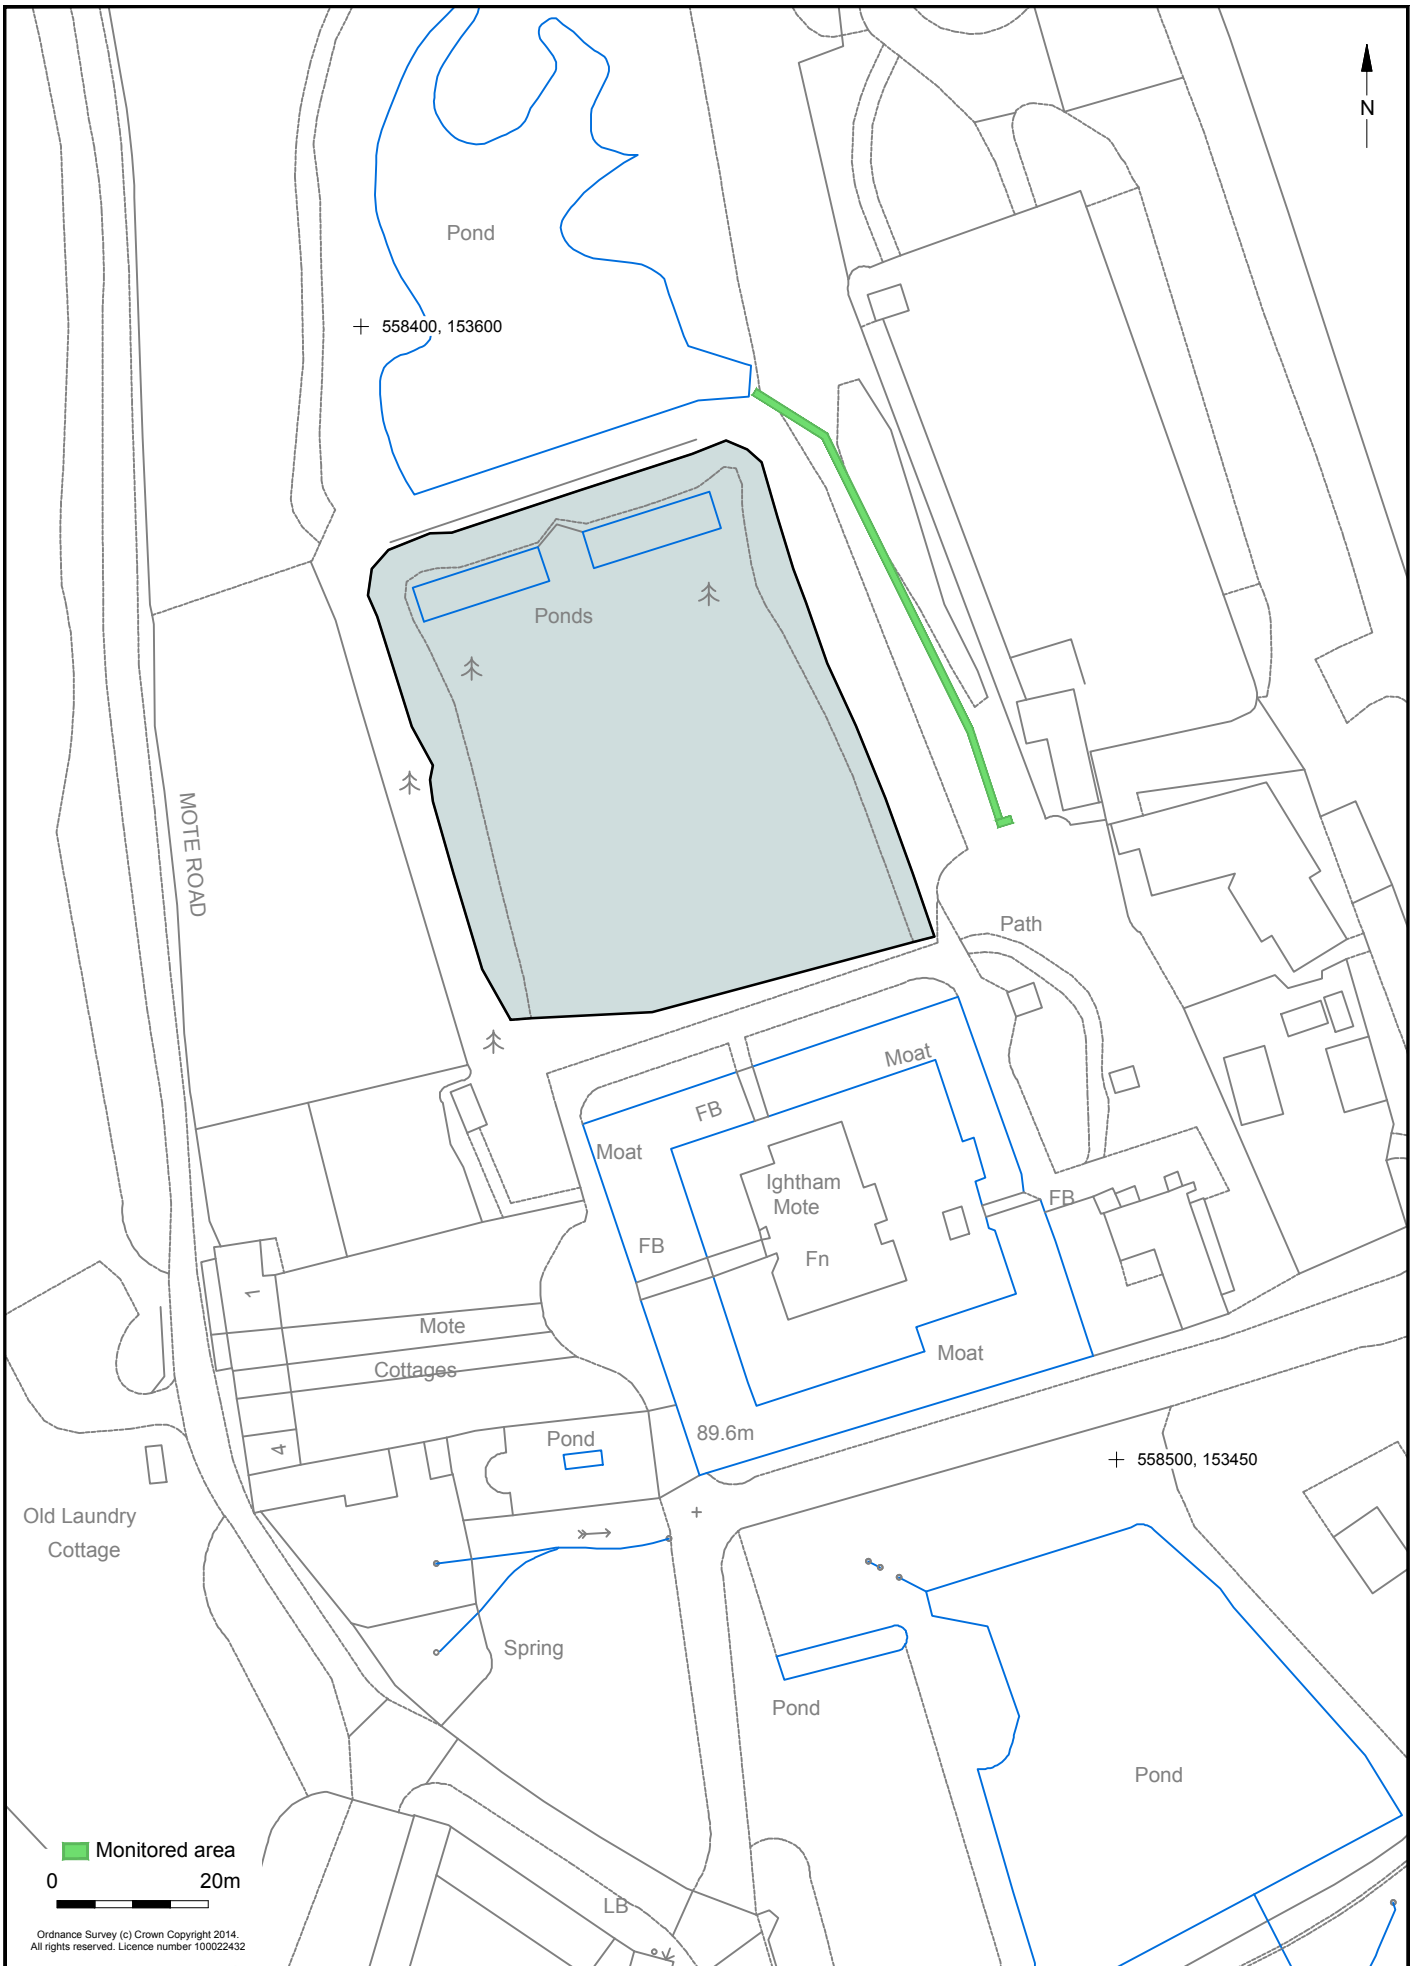 N
Pond
558400, 153600
Ponds
MOTE ROAD
Path
Moat
FB
Moat
Ightham
Mote
FB
FB
Fn
1
Mote
Cottages
Moat
89.6m
Pond
4
558500, 153450
Old Laundry
Cottage
Spring
Pond
Pond
Monitored area
0 20m
LB
Ordnance Survey (c) Crown Copyright 2014.
All rights reserved. Licence number 100022432